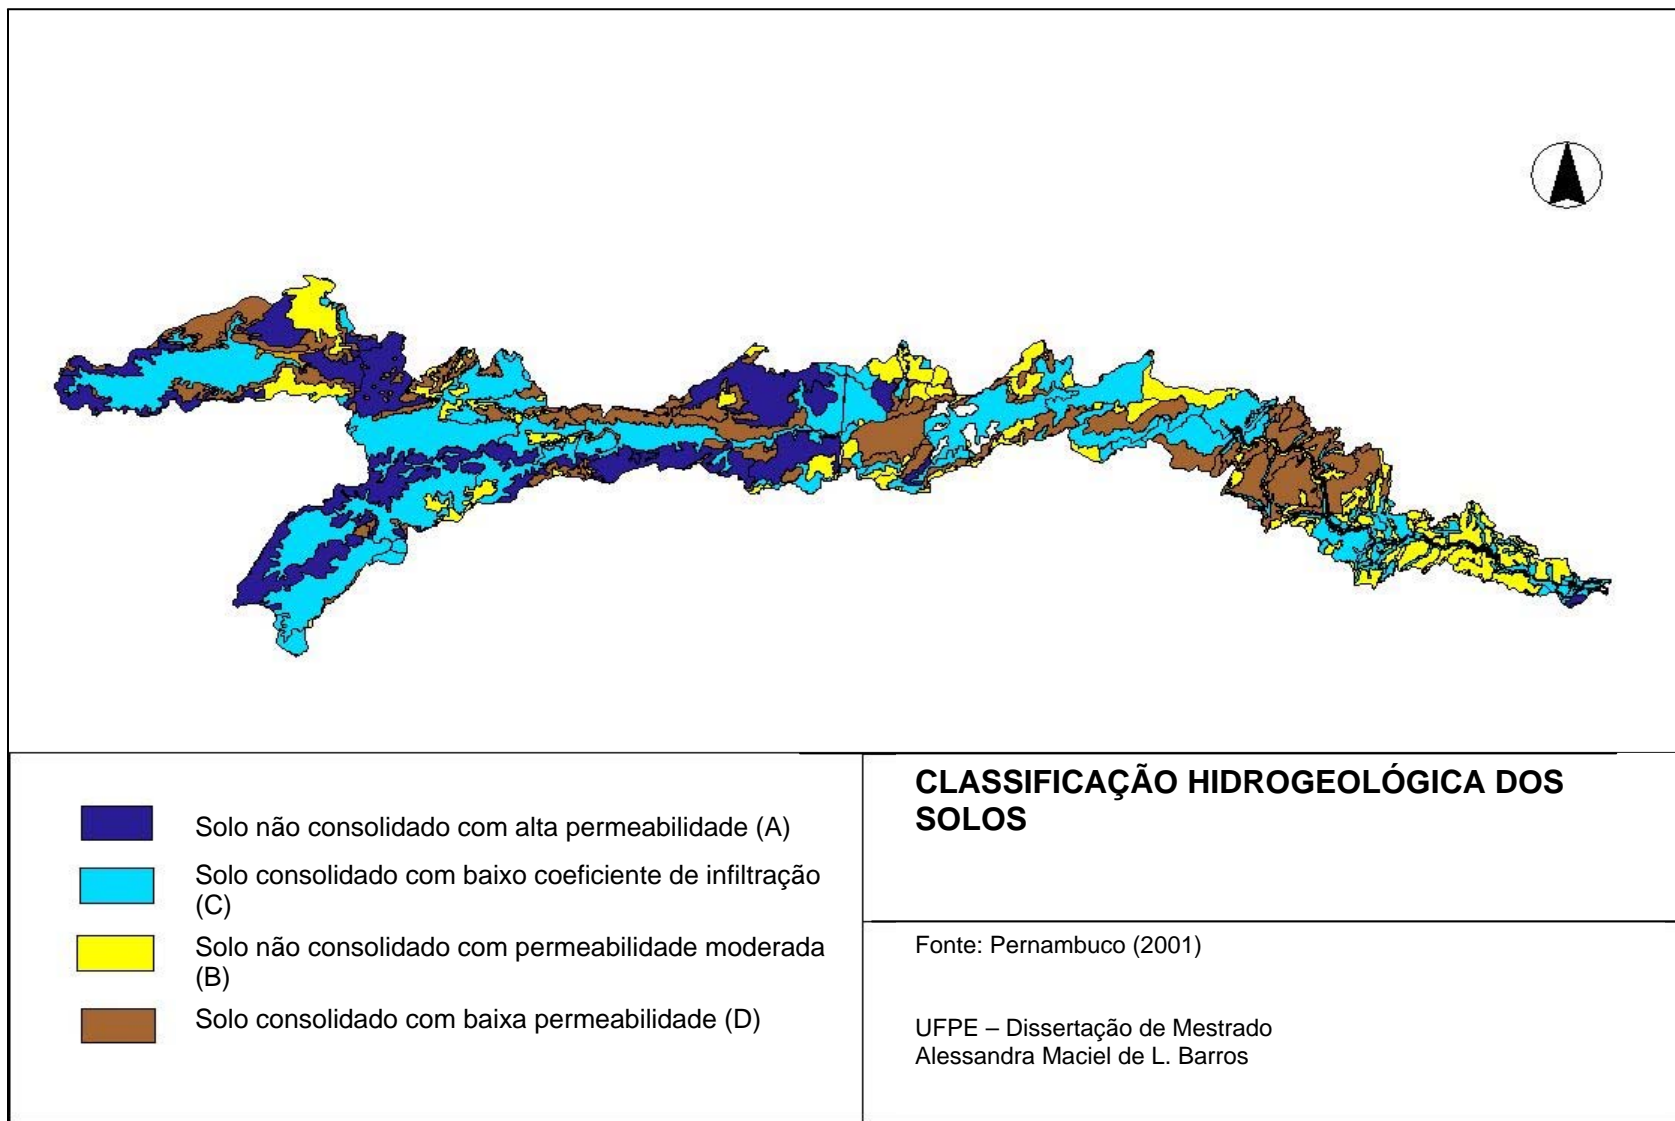 Solo não consolidado com alta permeabilidade (A)
Solo consolidado com baixo coeficiente de infiltração
(C)
Solo não consolidado com permeabilidade moderada
(B)
Solo consolidado com baixa permeabilidade (D)
CLASSIFICAÇÃO HIDROGEOLÓGICA DOS
SOLOS
Fonte: Pernambuco (2001)
UFPE – Dissertação de Mestrado
Alessandra Maciel de L. Barros